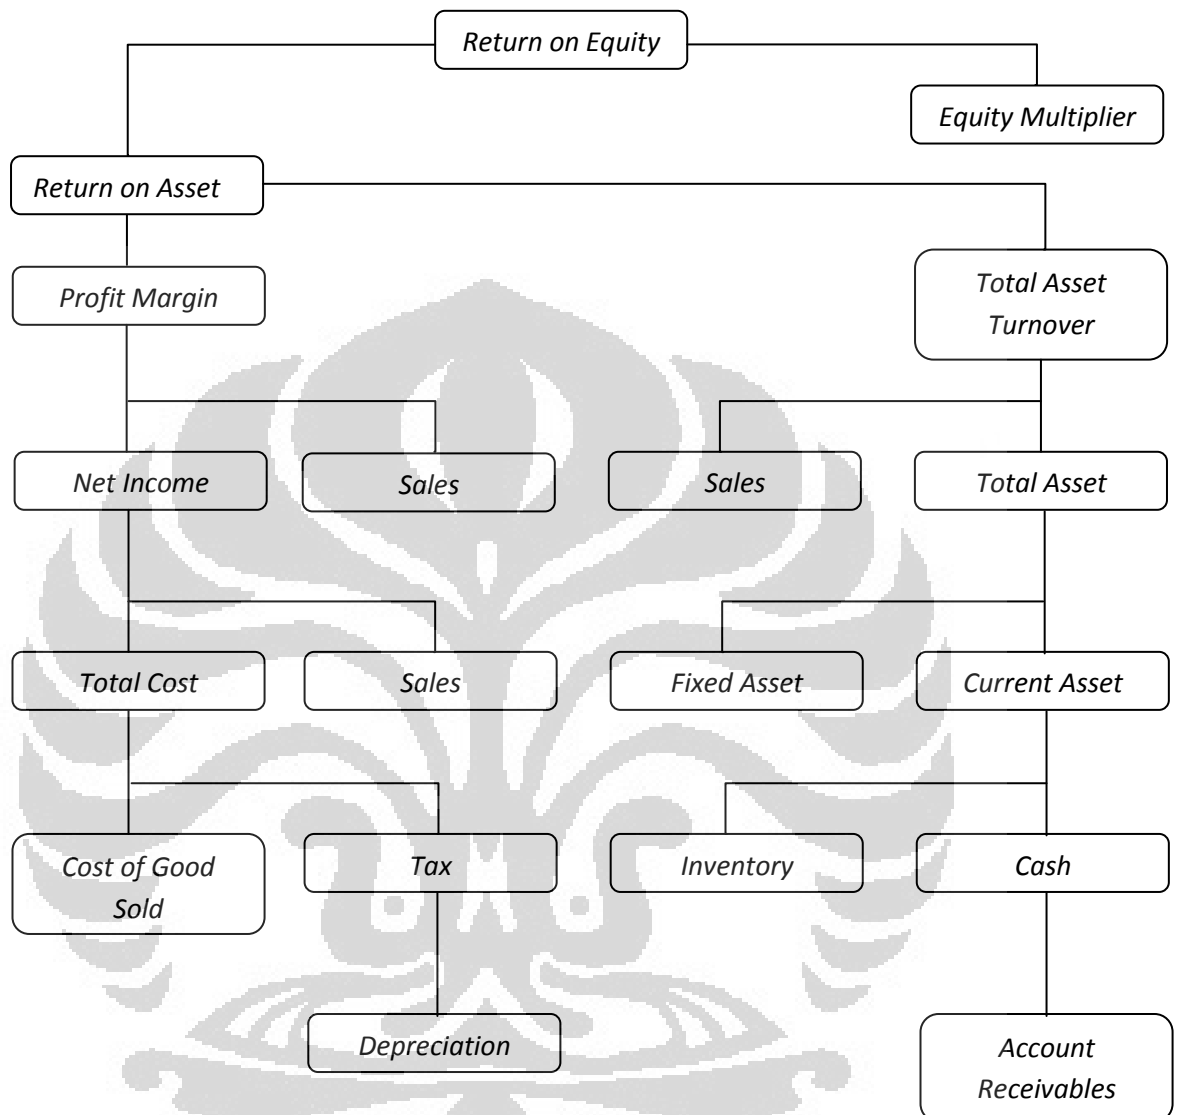 Return on Equity
Equity Multiplier
Return on Asset
Profit Margin
Total Asset
Turnover
Net Income
Sales
Sales
Total Asset
Total Cost
Sales
Fixed Asset
Current Asset
Cost of Good
Sold
Tax
Inventory
Cash
Depreciation
Account
Receivables